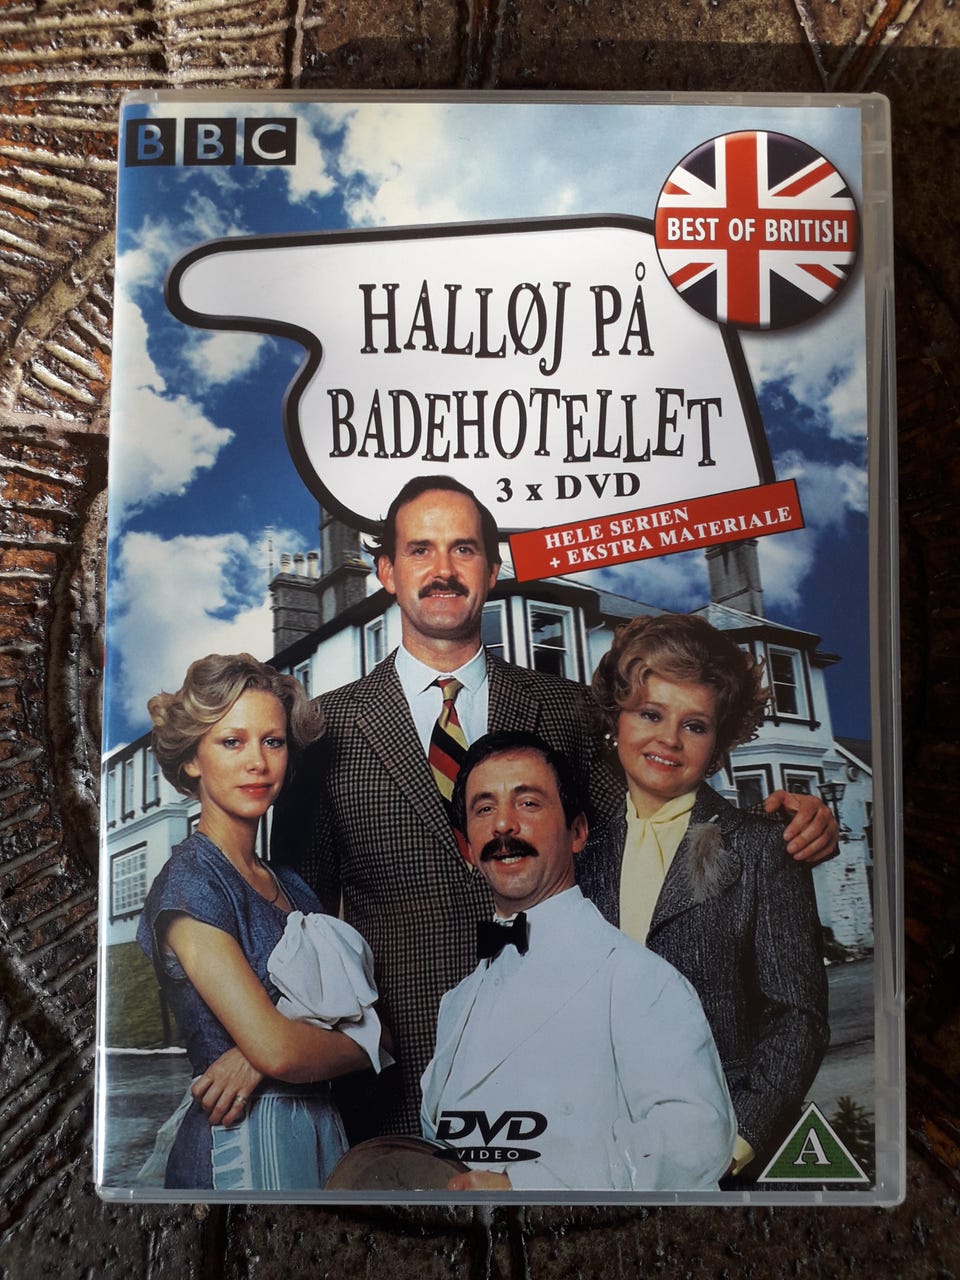 BBC
BEST OF BRITISH
HALLØJ PÅ
BADEHOTELLET
3 x DVD
HELE SERIEN
+ EKSTRA MATERIALE
DVD
VIDEO
A